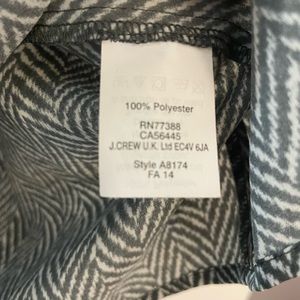 100% Polyester
RN77388
CA56445
J.CREW U.K. Ltd EC4V 6JA
Style A8174
FA 14